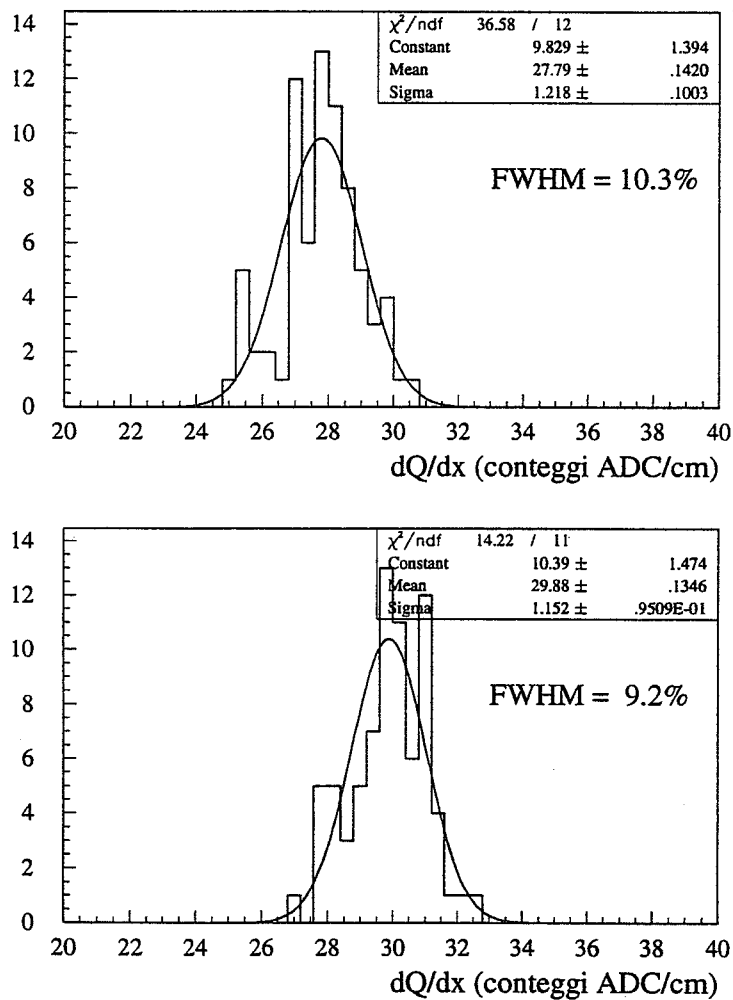 14
12
10
8
6
4
2
0
χ²/ndf 36.58 / 12
Constant 9.829 ± 1.394
Mean 27.79 ± .1420
Sigma 1.218 ± .1003
FWHM = 10.3%
20 22 24 26 28 30 32 34 36 38 40
dQ/dx (conteggi ADC/cm)
14
12
10
8
6
4
2
0
χ²/ndf 14.22 / 11
Constant 10.39 ± 1.474
Mean 29.88 ± .1346
Sigma 1.152 ± .9509E-01
FWHM = 9.2%
20 22 24 26 28 30 32 34 36 38 40
dQ/dx (conteggi ADC/cm)